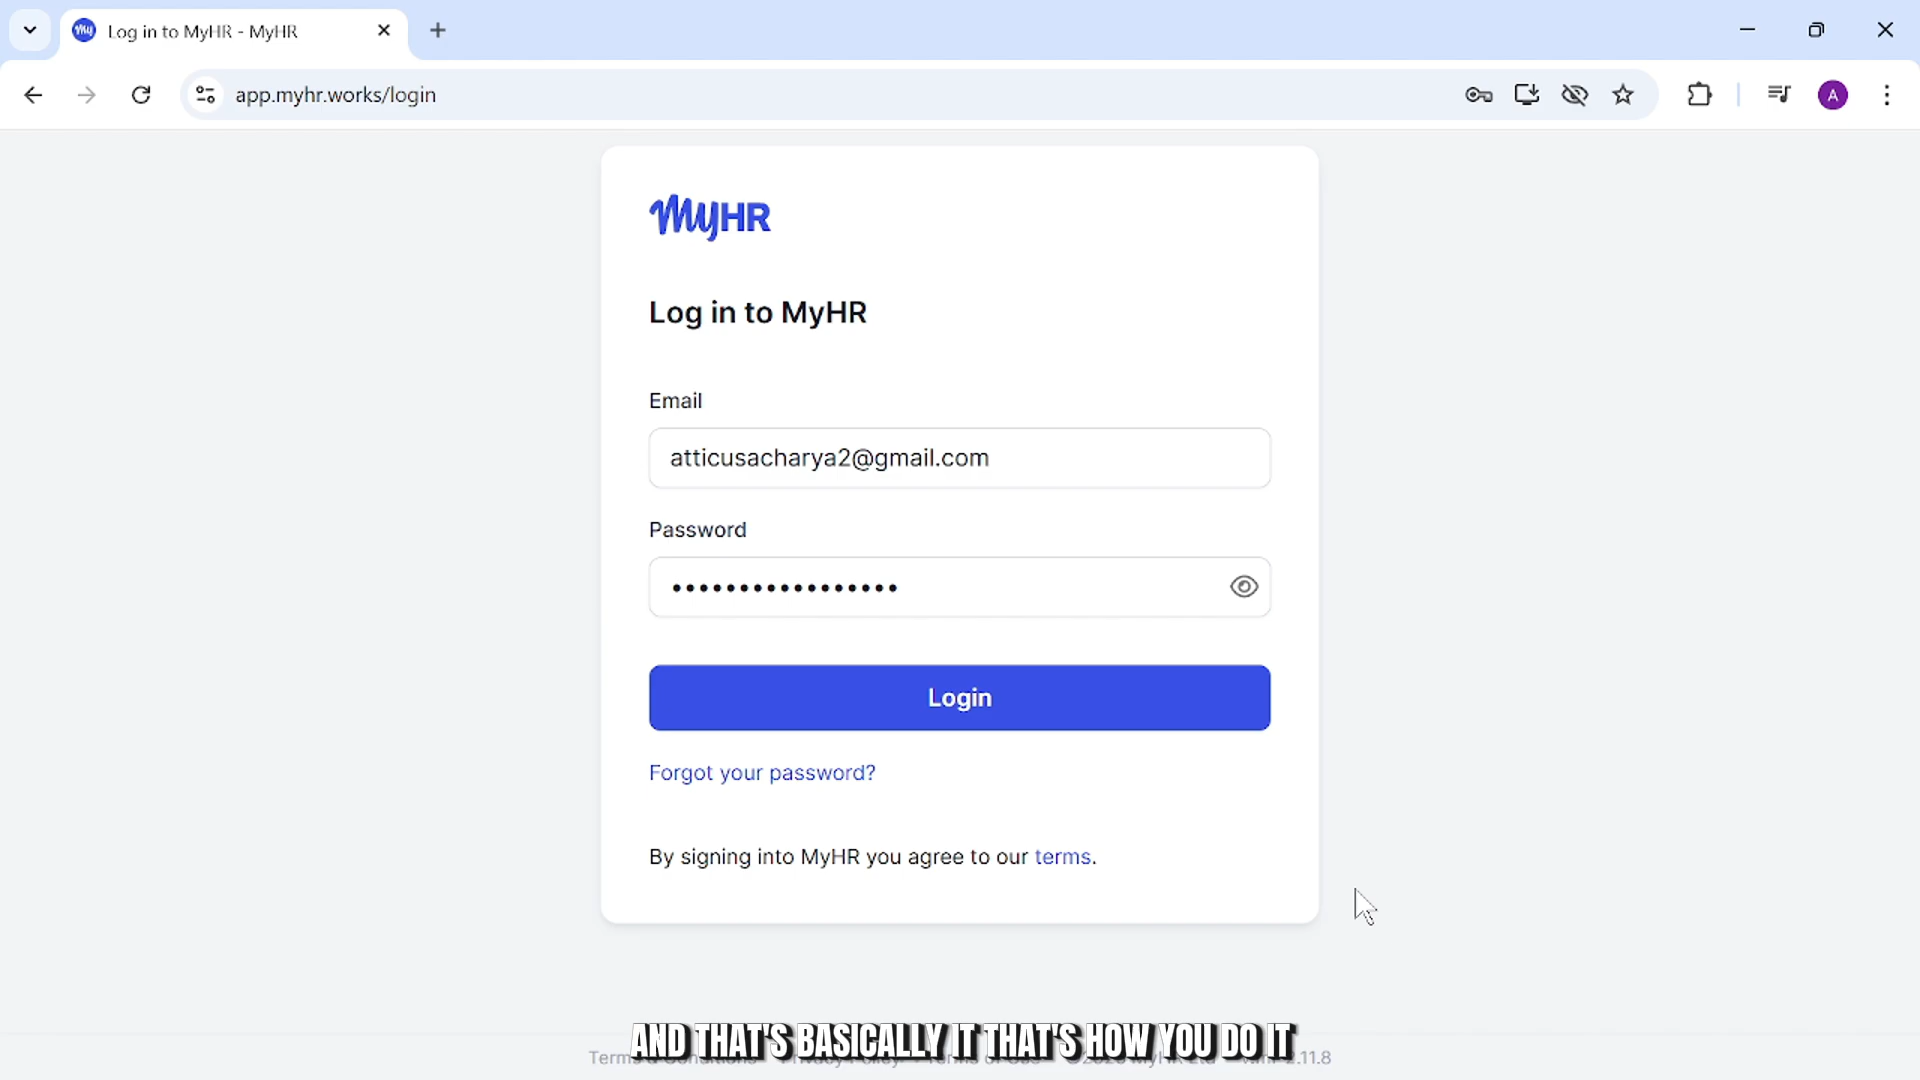 Log in to MyHR - MyHR
app.myhr.works/login
A
MyHR
Log in to MyHR
Email
atticusacharya2@gmail.com
Password
Login
Forgot your password?
By signing into MyHR you agree to our terms.
AND THAT'S BASICALLY IT THAT'S HOW YOU DO IT